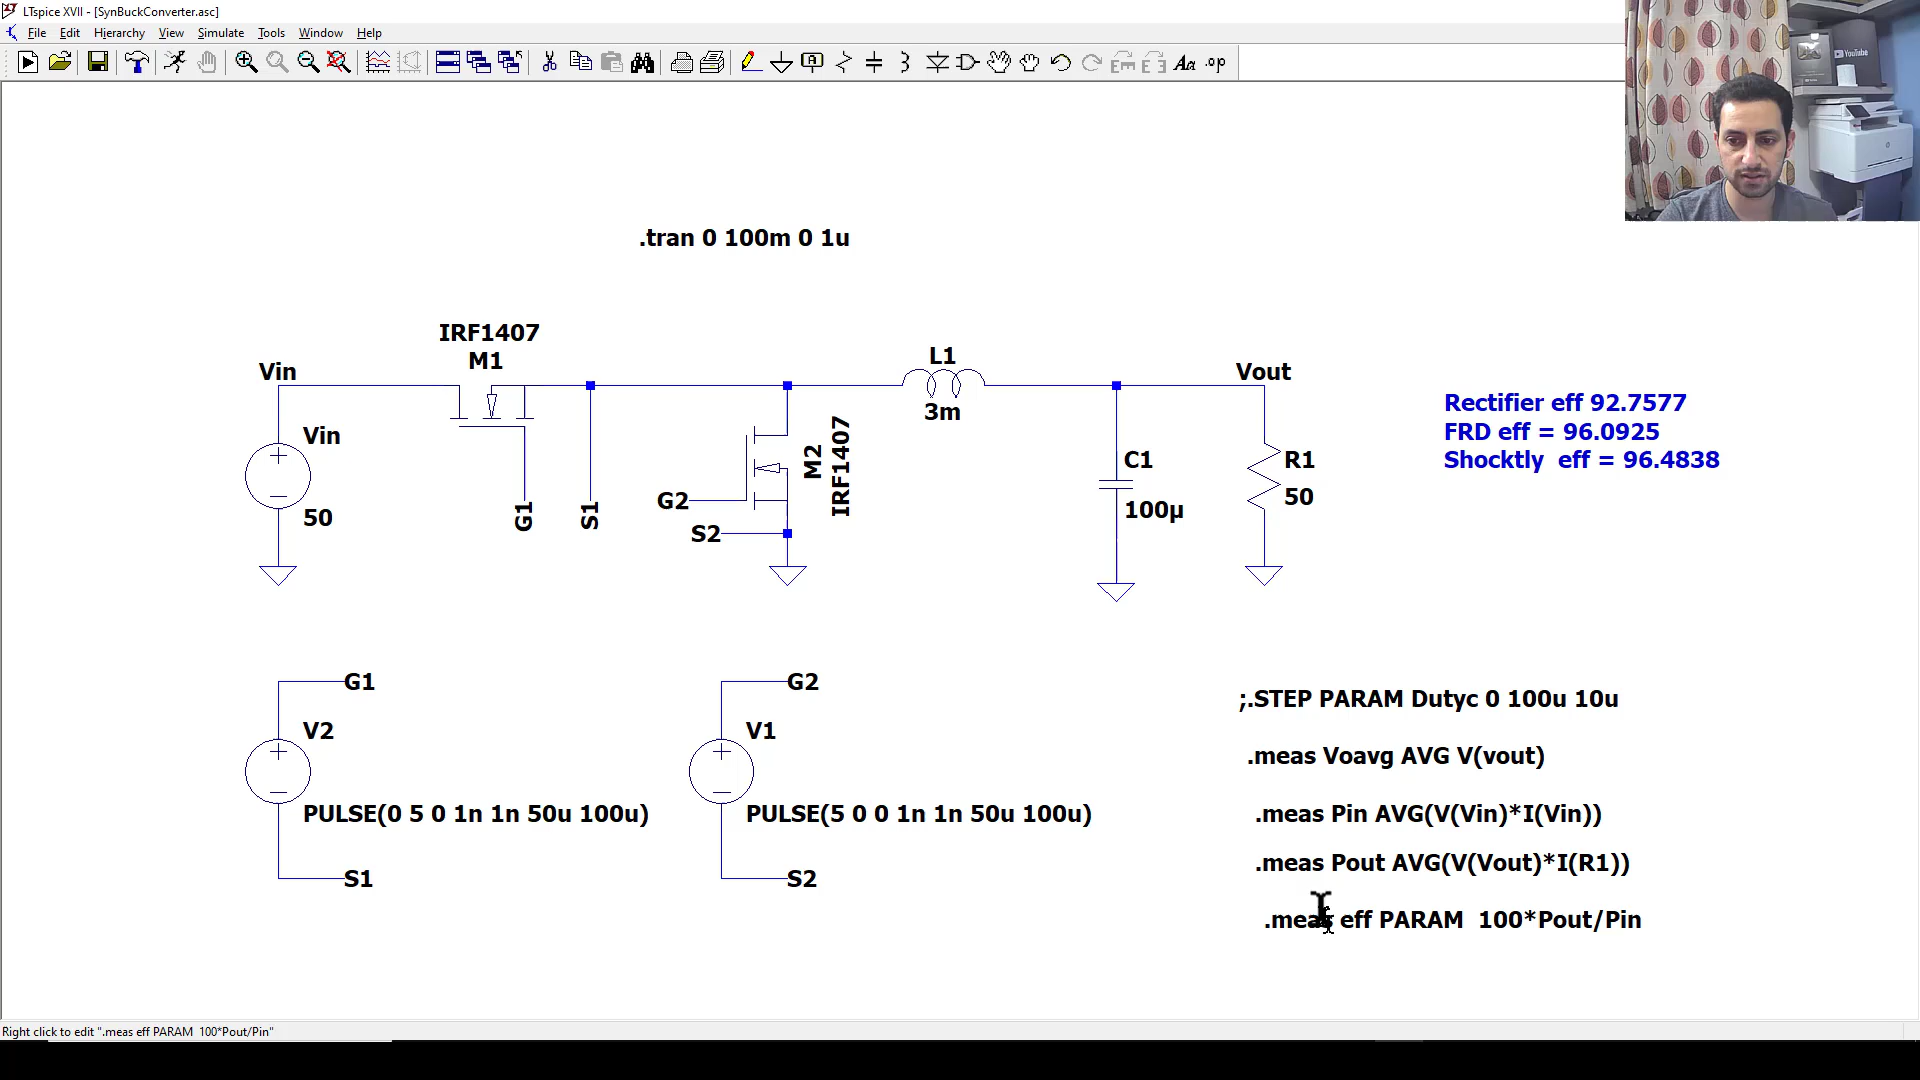 LTspice XVII - [SynBuckConverter.asc]
File Edit Hierarchy View Simulate Tools Window Help
.tran 0 100m 0 1u
IRF1407
M1
Vin
Vin
50
G1
S1
G2
S2
M2
IRF1407
L1
3m
C1
100µ
Vout
R1
50
Rectifier eff 92.7577
FRD eff = 96.0925
Shocktly eff = 96.4838
G1
V2
PULSE(0 5 0 1n 1n 50u 100u)
S1
G2
V1
PULSE(5 0 0 1n 1n 50u 100u)
S2
;.STEP PARAM Dutyc 0 100u 10u
.meas Voavg AVG V(vout)
.meas Pin AVG(V(Vin)*I(Vin))
.meas Pout AVG(V(Vout)*I(R1))
.meas eff PARAM 100*Pout/Pin
Right click to edit ".meas eff PARAM 100*Pout/Pin"
YouTube